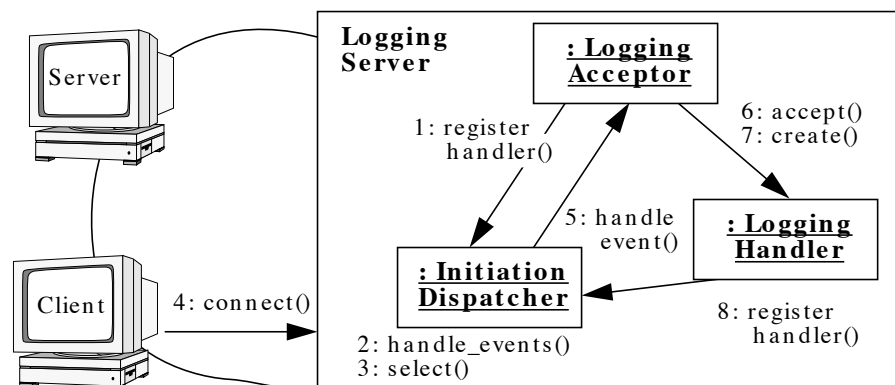 Logging
Server
: Logging
Acceptor
Server
1: register
handler()
6: accept()
7: create()
5: handle
event()
: Logging
Handler
: Initiation
Dispatcher
Client
4: connect()
8: register
handler()
2: handle_events()
3: select()